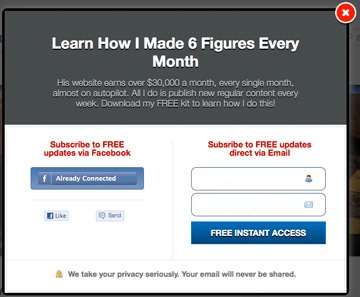 Learn How I Made 6 Figures Every
Month
His website earns over $30,000 a month, every single month,
almost on autopilot. All I do is publish new regular content every
week. Download my FREE kit to learn how I do this!
Subscribe to FREE
updates via Facebook
Already Connected
Like
Send
Subsribe to FREE updates
direct via Email
FREE INSTANT ACCESS
We take your privacy seriously. Your email will never be shared.